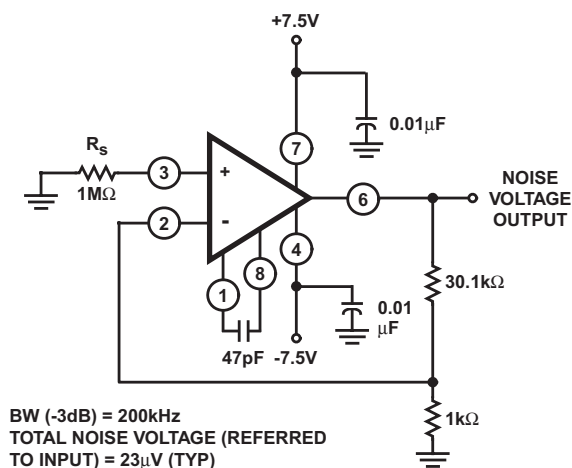 +7.5V
0.01μF
7
Rs
1MΩ
3
+
2
-
6
NOISE
VOLTAGE
OUTPUT
4
8
1
30.1kΩ
0.01
μF
47pF
-7.5V
1kΩ
BW (-3dB) = 200kHz
TOTAL NOISE VOLTAGE (REFERRED
TO INPUT) = 23μV (TYP)